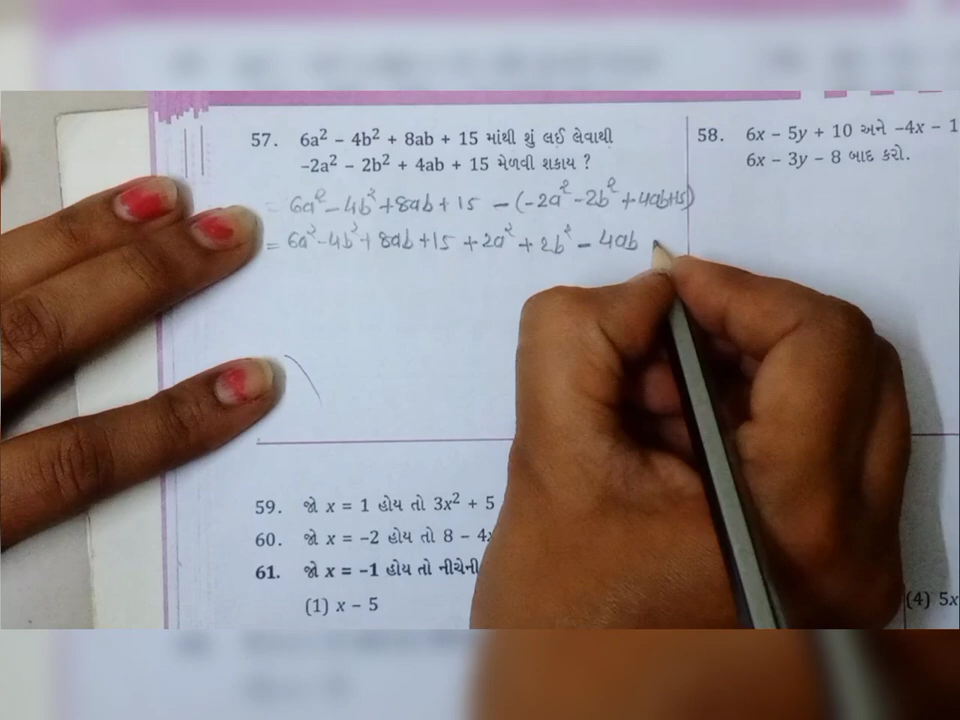 57. 6a² – 4b² + 8ab + 15 માંથી શું લઈ લેવાથી
–2a² – 2b² + 4ab + 15 મેળવી શકાય ?
= 6a² – 4b² + 8ab + 15 – (–2a² – 2b² + 4ab + 15)
= 6a² – 4b² + 8ab + 15 + 2a² + 2b² – 4ab
58. 6x – 5y + 10 અને –4x – 1
6x – 3y – 8 બાદ કરો.
59. જો x = 1 હોય તો 3x² + 5
60. જો x = –2 હોય તો 8 – 4x
61. જો x = –1 હોય તો નીચેની
(1) x – 5
(4) 5x